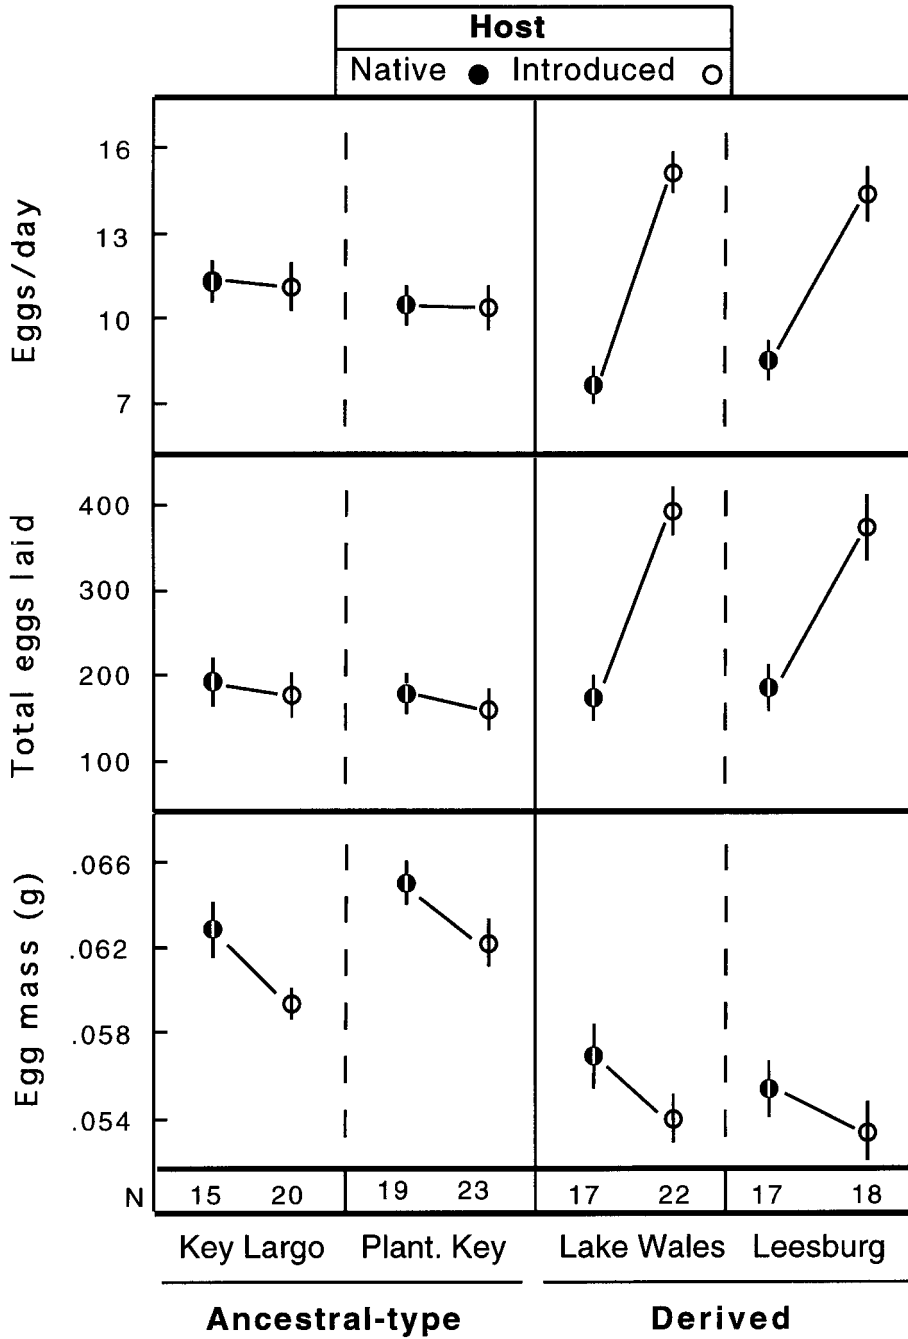 Host
Native ● Introduced ○
Eggs/day
16
13
10
7
Total eggs laid
400
300
200
100
Egg mass (g)
.066
.062
.058
.054
N 15 20 19 23 17 22 17 18
Key Largo Plant. Key Lake Wales Leesburg
Ancestral-type Derived